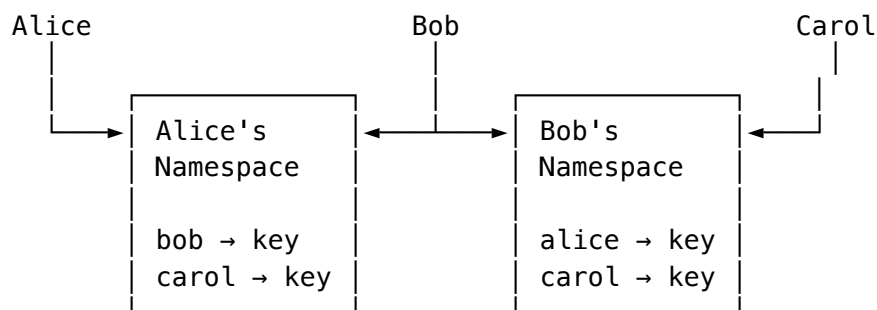 Alice Bob Carol
Alice's Bob's
Namespace Namespace
bob → key alice → key
carol → key carol → key